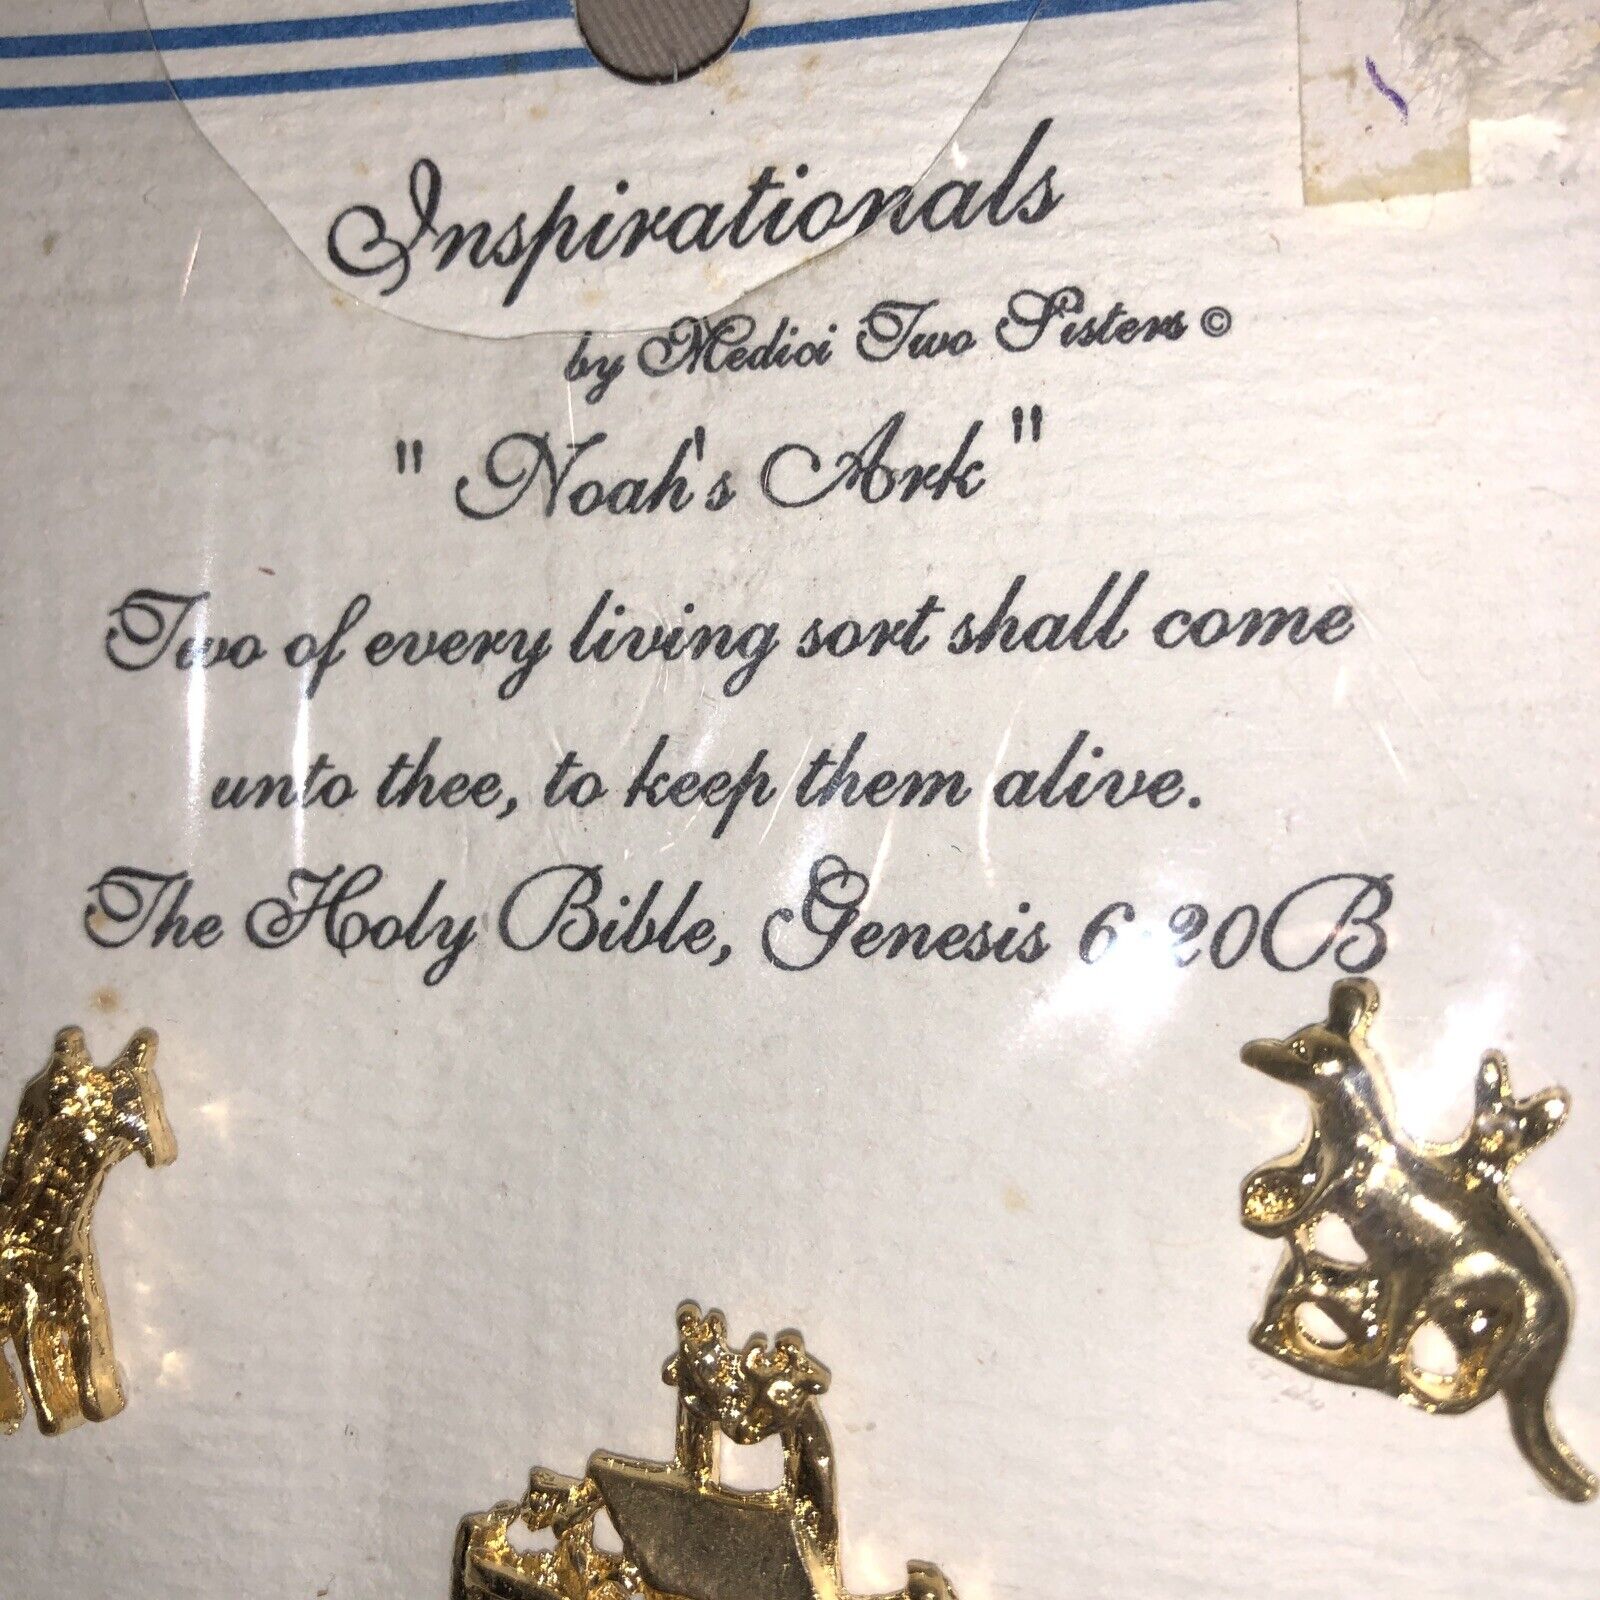 Inspirationals
by Medici Two Sisters ©
" Noah's Ark "
Two of every living sort shall come
unto thee, to keep them alive.
The Holy Bible, Genesis 6:20B